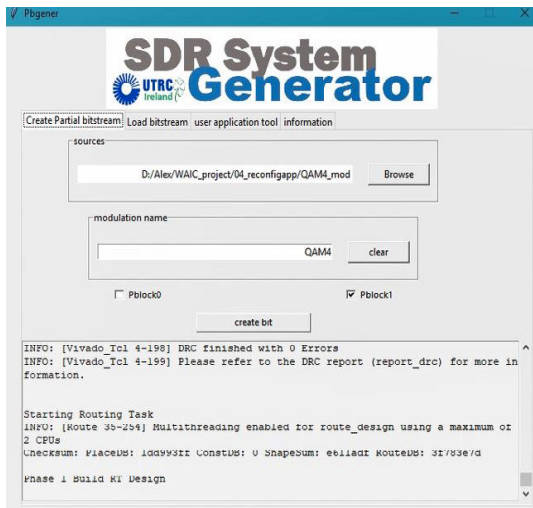 Pbgener
SDR System
UTRC
Ireland
Generator
Create Partial bitstream Load bitstream user application tool information
sources
D:/Alex/WAIC_project/04_reconfigapp/QAM4_mod Browse
modulation name
QAM4 clear
Pblock0 Pblock1
create bit
INFO: [Vivado_Tcl 4-198] DRC finished with 0 Errors
INFO: [Vivado_Tcl 4-199] Please refer to the DRC report (report_drc) for more in
formation.
Starting Routing Task
INFO: [Route 35-254] Multithreading enabled for route_design using a maximum of
2 CPUs
Checksum: PlaceDB: 1dd993ff ConstDB: 0 ShapeSum: e611adf RouteDB: 3f783e7d
Phase 1 Build RT Design